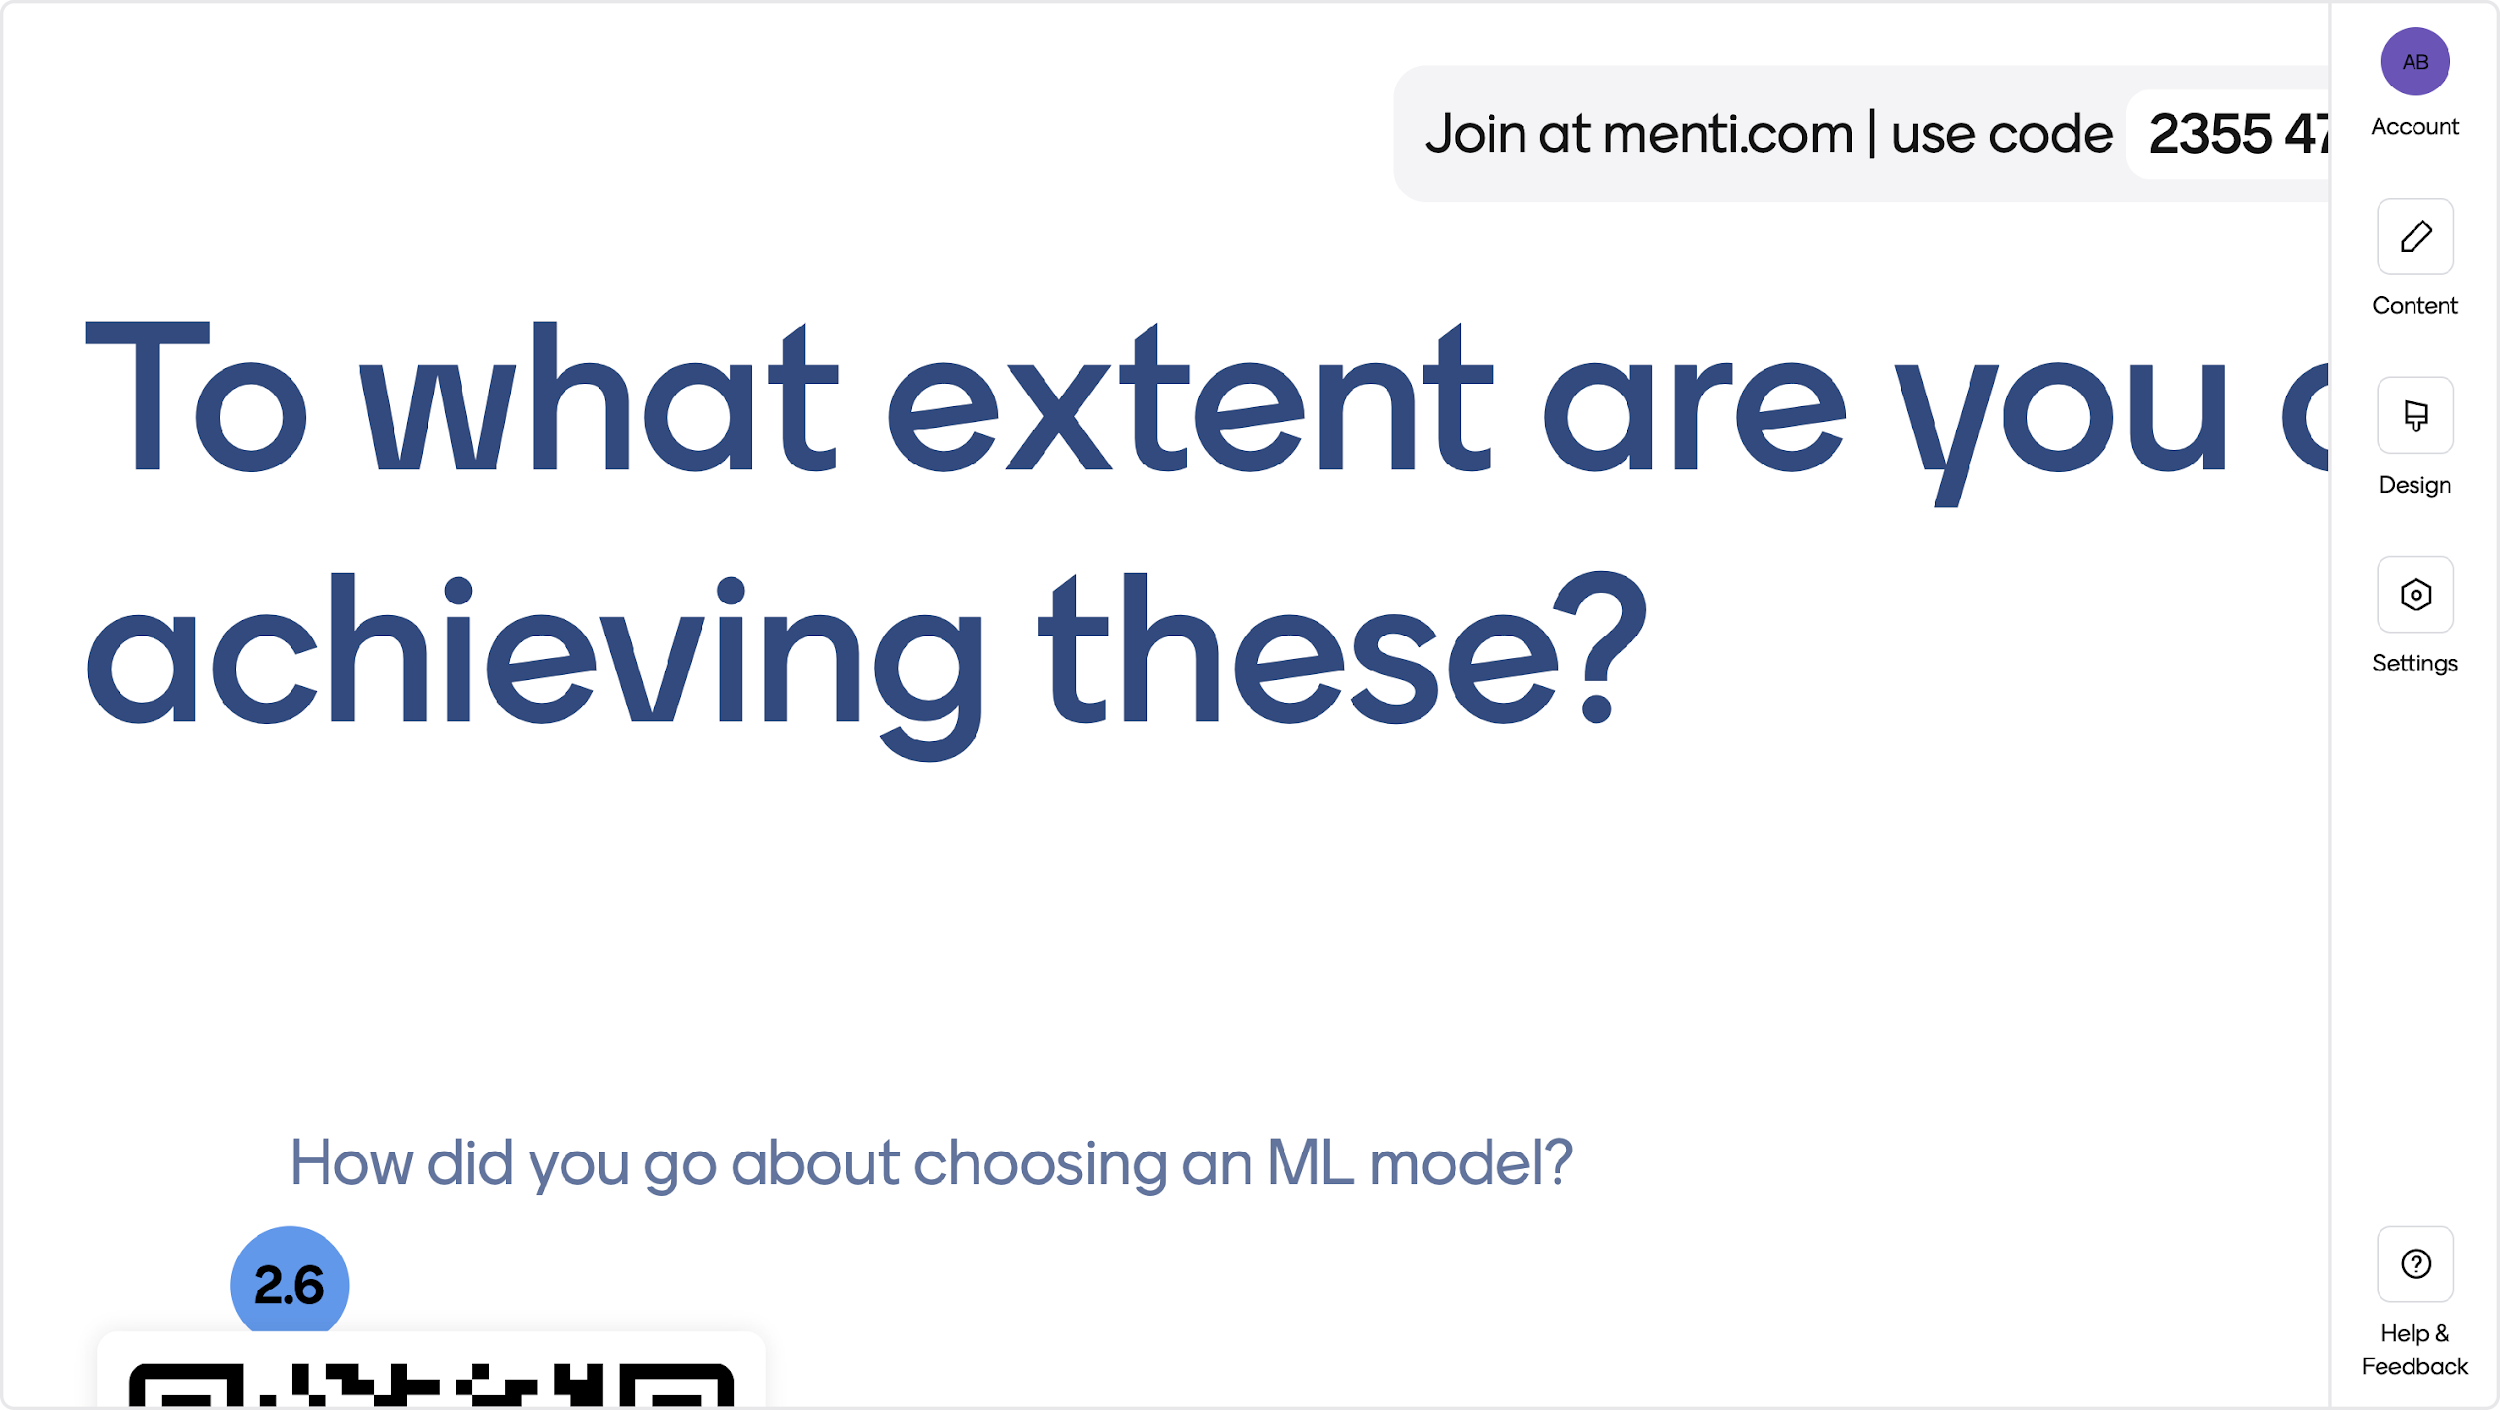 Join at menti.com | use code 2355
AB
Account
Content
Design
Settings
To what extent are you
achieving these?
How did you go about choosing an ML model?
2.6
Help &
Feedback